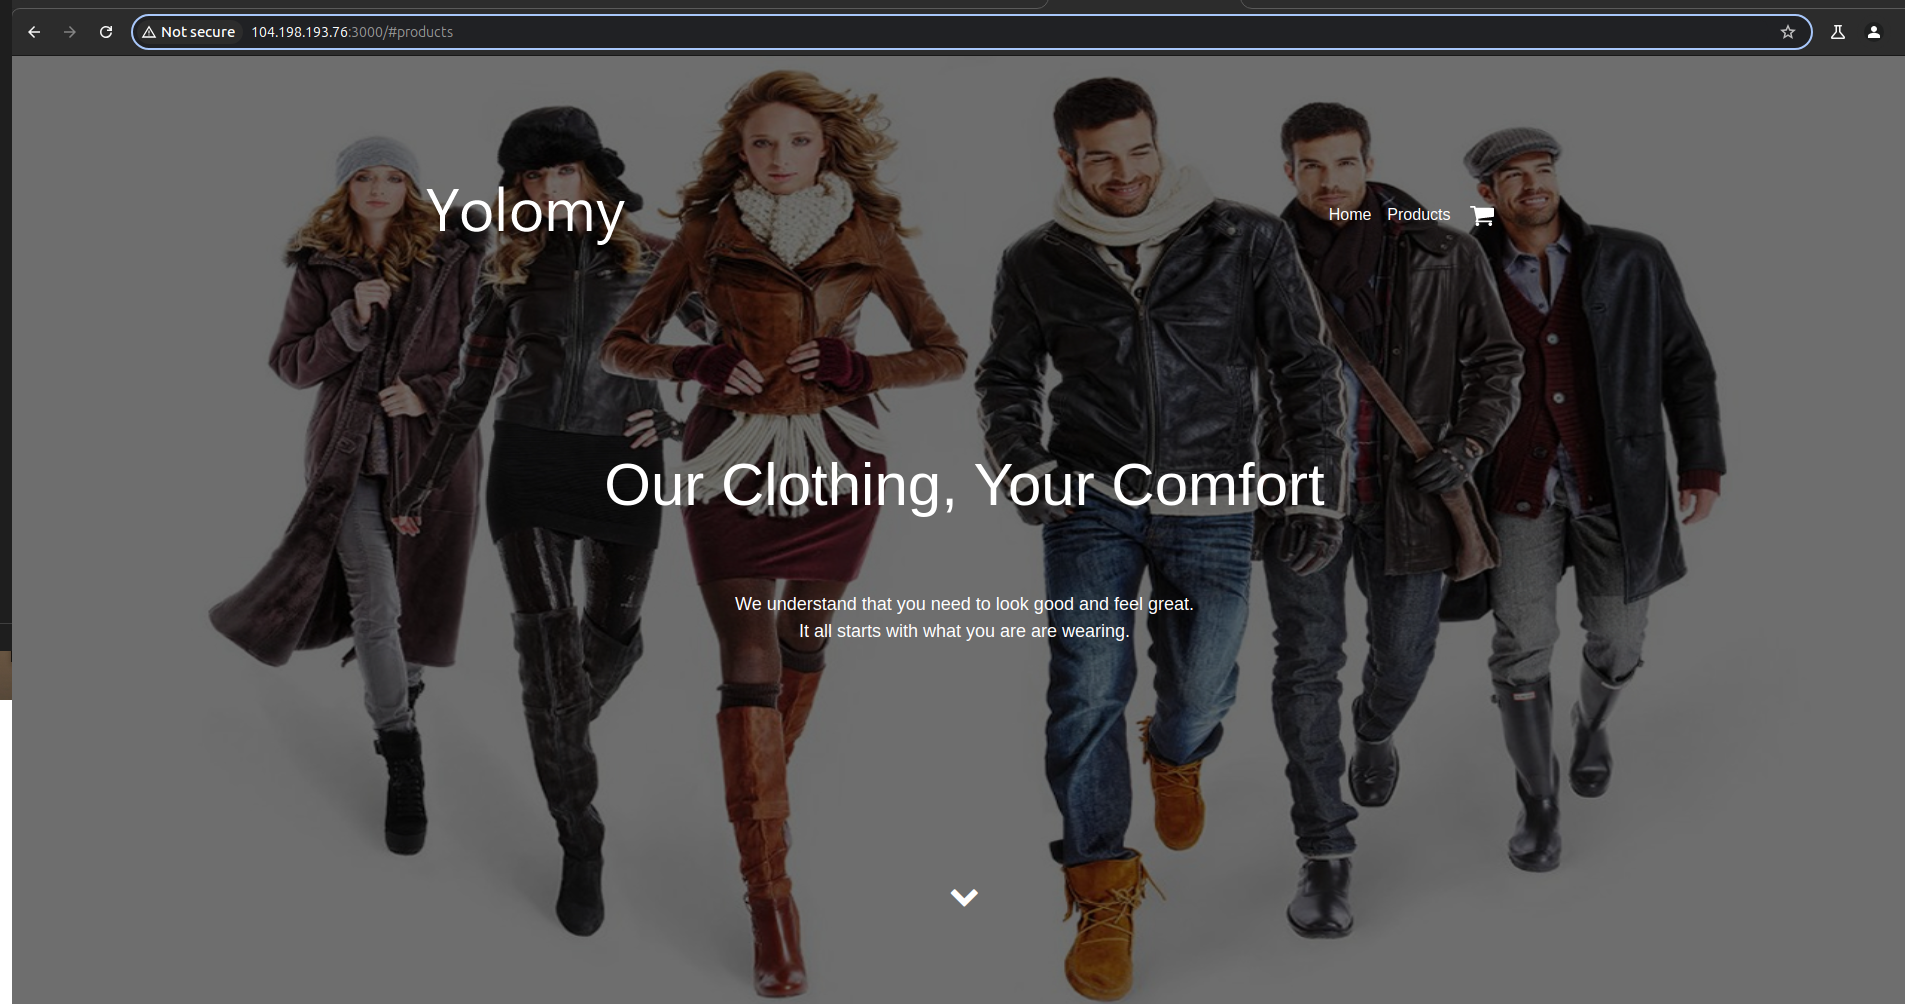 Not secure 104.198.193.76:3000/#products
Yolomy
Home Products
Our Clothing, Your Comfort
We understand that you need to look good and feel great.
It all starts with what you are are wearing.